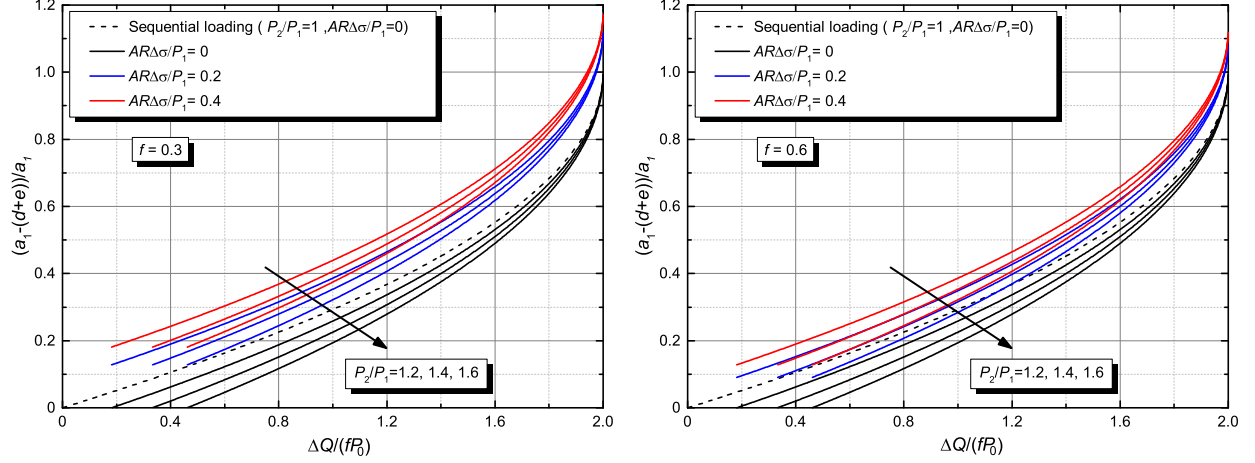 Sequential loading ( P₂/P₁=1 ,ARΔσ/P₁=0)
ARΔσ/P₁= 0
ARΔσ/P₁= 0.2
ARΔσ/P₁= 0.4
f = 0.3
P₂/P₁=1.2, 1.4, 1.6
(a₁-(d+e))/a₁
1.2
1.0
0.8
0.6
0.4
0.2
0
0 0.4 0.8 1.2 1.6 2.0
ΔQ/(fP₀)
Sequential loading ( P₂/P₁=1 ,ARΔσ/P₁=0)
ARΔσ/P₁= 0
ARΔσ/P₁= 0.2
ARΔσ/P₁= 0.4
f = 0.6
P₂/P₁=1.2, 1.4, 1.6
(a₁-(d+e))/a₁
1.2
1.0
0.8
0.6
0.4
0.2
0
0 0.4 0.8 1.2 1.6 2.0
ΔQ/(fP₀)